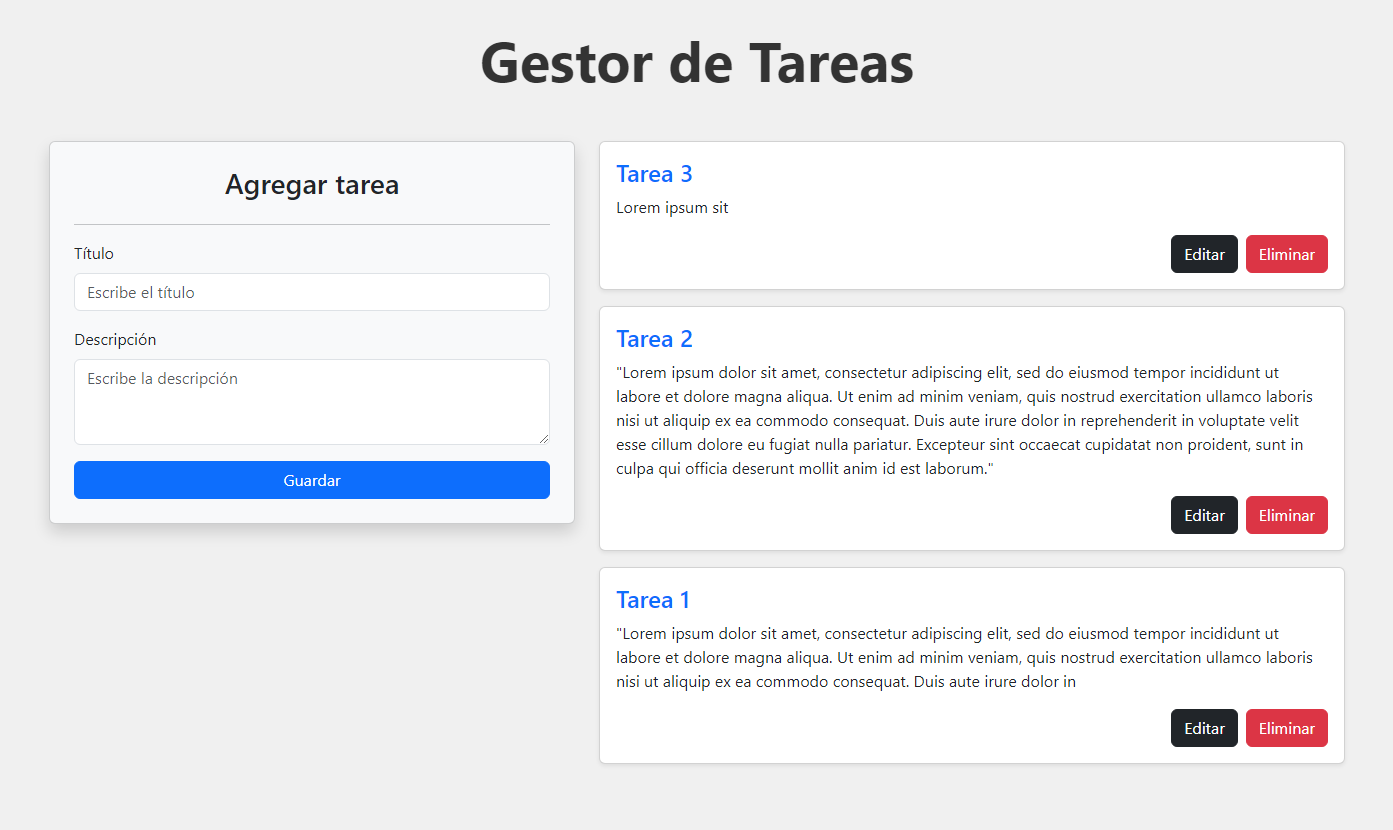 Gestor de Tareas
Agregar tarea
Título
Escribe el título
Descripción
Escribe la descripción
Guardar
Tarea 3
Lorem ipsum sit
Editar
Eliminar
Tarea 2
"Lorem ipsum dolor sit amet, consectetur adipiscing elit, sed do eiusmod tempor incididunt ut
labore et dolore magna aliqua. Ut enim ad minim veniam, quis nostrud exercitation ullamco laboris
nisi ut aliquip ex ea commodo consequat. Duis aute irure dolor in reprehenderit in voluptate velit
esse cillum dolore eu fugiat nulla pariatur. Excepteur sint occaecat cupidatat non proident, sunt in
culpa qui officia deserunt mollit anim id est laborum."
Editar
Eliminar
Tarea 1
"Lorem ipsum dolor sit amet, consectetur adipiscing elit, sed do eiusmod tempor incididunt ut
labore et dolore magna aliqua. Ut enim ad minim veniam, quis nostrud exercitation ullamco laboris
nisi ut aliquip ex ea commodo consequat. Duis aute irure dolor in
Editar
Eliminar